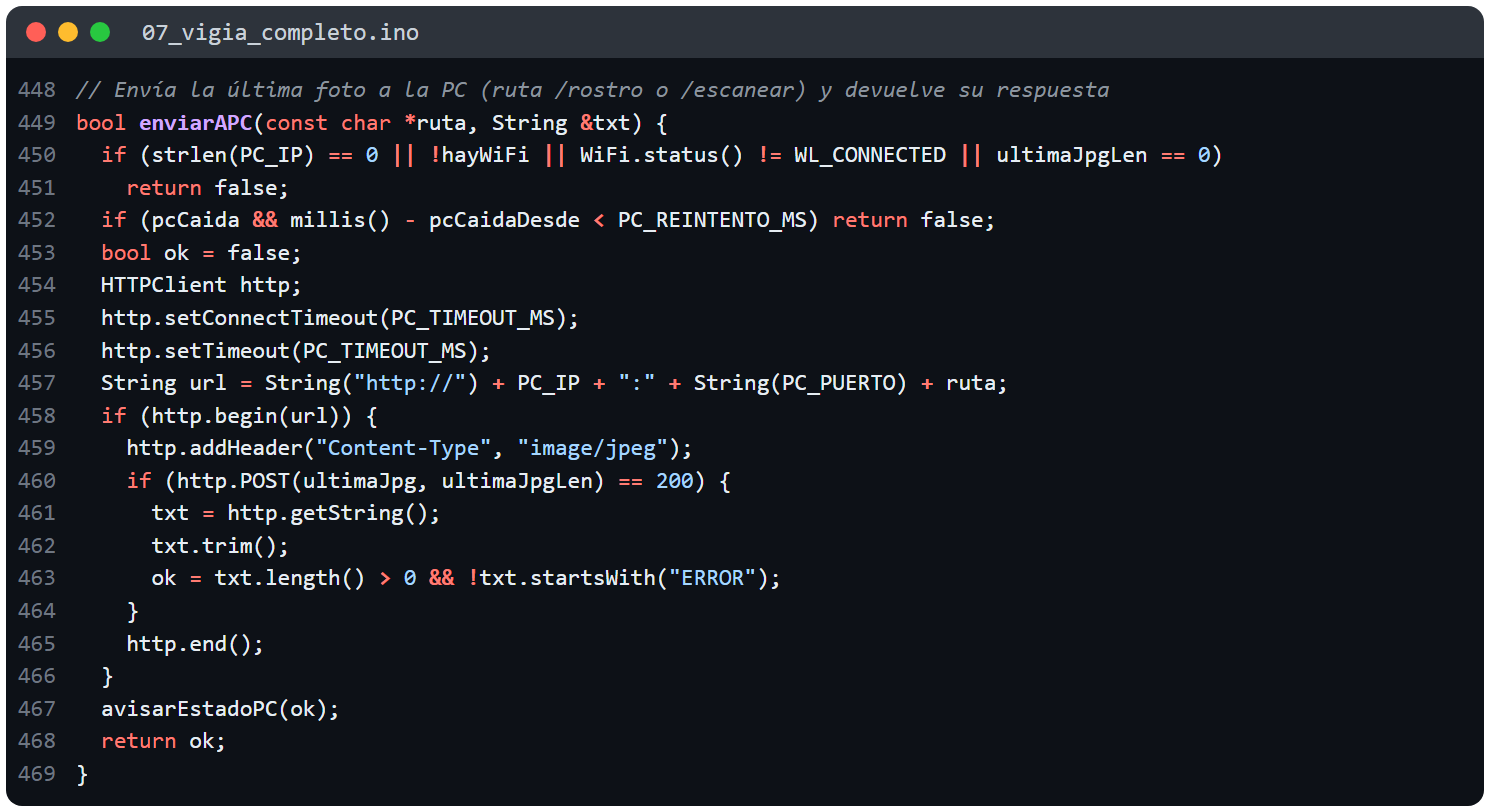 07_vigia_completo.ino
448 // Envía la última foto a la PC (ruta /rostro o /escanear) y devuelve su respuesta
449 bool enviarAPC(const char *ruta, String &txt) {
450   if (strlen(PC_IP) == 0 || !hayWiFi || WiFi.status() != WL_CONNECTED || ultimaJpgLen == 0)
451     return false;
452   if (pcCaida && millis() - pcCaidaDesde < PC_REINTENTO_MS) return false;
453   bool ok = false;
454   HTTPClient http;
455   http.setConnectTimeout(PC_TIMEOUT_MS);
456   http.setTimeout(PC_TIMEOUT_MS);
457   String url = String("http://") + PC_IP + ":" + String(PC_PUERTO) + ruta;
458   if (http.begin(url)) {
459     http.addHeader("Content-Type", "image/jpeg");
460     if (http.POST(ultimaJpg, ultimaJpgLen) == 200) {
461       txt = http.getString();
462       txt.trim();
463       ok = txt.length() > 0 && !txt.startsWith("ERROR");
464     }
465     http.end();
466   }
467   avisarEstadoPC(ok);
468   return ok;
469 }